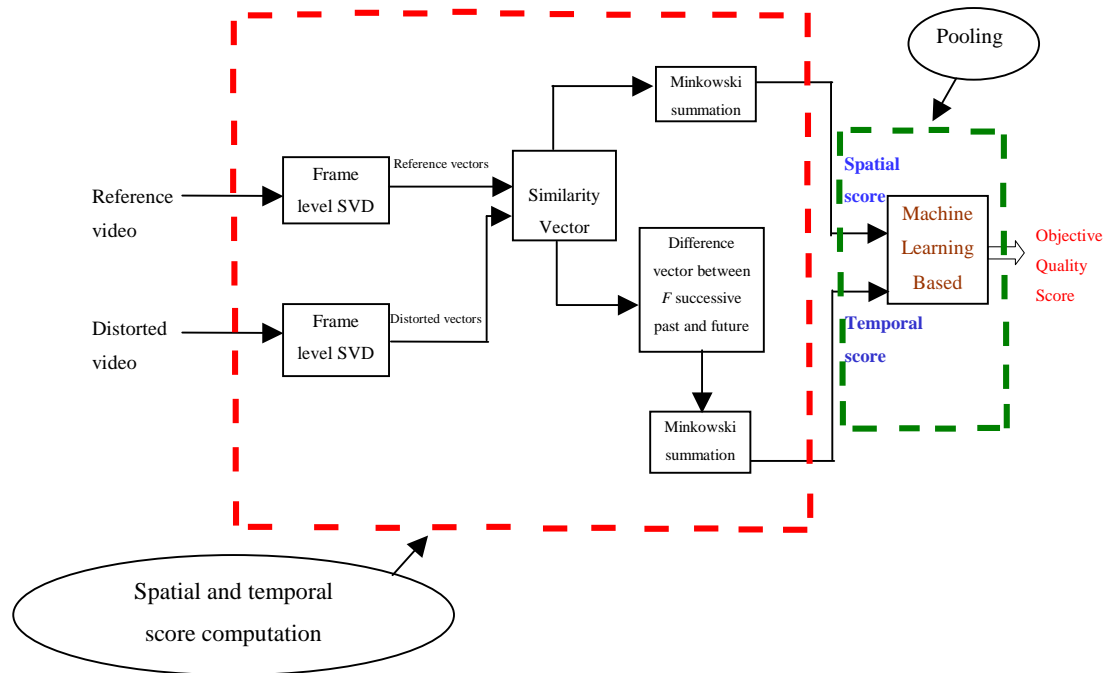 Pooling
Minkowski
summation
Reference
video
Frame
level SVD
Reference vectors
Similarity
Vector
Spatial
score
Machine
Learning
Based
Objective
Quality
Score
Difference
vector between
F successive
past and future
Distorted
video
Frame
level SVD
Distorted vectors
Temporal
score
Minkowski
summation
Spatial and temporal
score computation